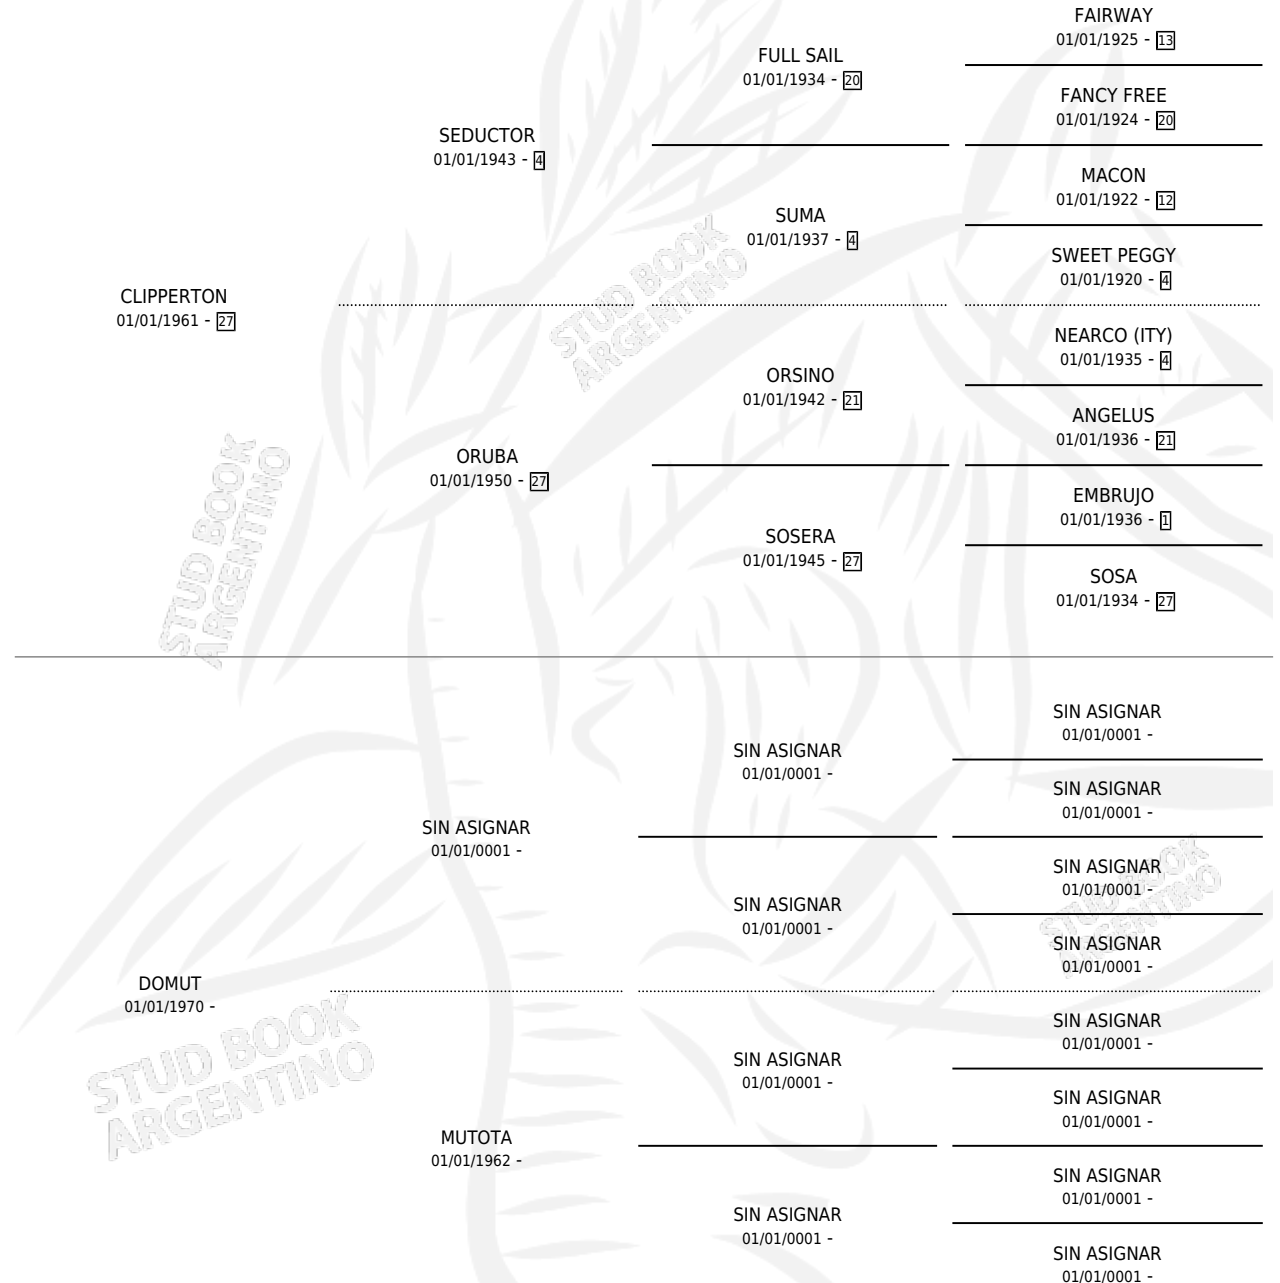 FAIRWAY
01/01/1925 - 13
FULL SAIL
01/01/1934 - 20
FANCY FREE
01/01/1924 - 20
SEDUCTOR
01/01/1943 - 4
MACON
01/01/1922 - 12
SUMA
01/01/1937 - 4
SWEET PEGGY
01/01/1920 - 4
CLIPPERTON
01/01/1961 - 27
NEARCO (ITY)
01/01/1935 - 4
ORSINO
01/01/1942 - 21
ANGELUS
01/01/1936 - 21
ORUBA
01/01/1950 - 27
EMBRUJO
01/01/1936 - 1
SOSERA
01/01/1945 - 27
SOSA
01/01/1934 - 27
SIN ASIGNAR
01/01/0001 -
SIN ASIGNAR
01/01/0001 -
SIN ASIGNAR
01/01/0001 -
SIN ASIGNAR
01/01/0001 -
SIN ASIGNAR
01/01/0001 -
SIN ASIGNAR
01/01/0001 -
SIN ASIGNAR
01/01/0001 -
DOMUT
01/01/1970 -
SIN ASIGNAR
01/01/0001 -
SIN ASIGNAR
01/01/0001 -
SIN ASIGNAR
01/01/0001 -
MUTOTA
01/01/1962 -
SIN ASIGNAR
01/01/0001 -
SIN ASIGNAR
01/01/0001 -
SIN ASIGNAR
01/01/0001 -
STUD BOOK
ARGENTINO
STUD BOOK
ARGENTINO
STUD BOOK
ARGENTINO
STUD BOOK
ARGENTINO